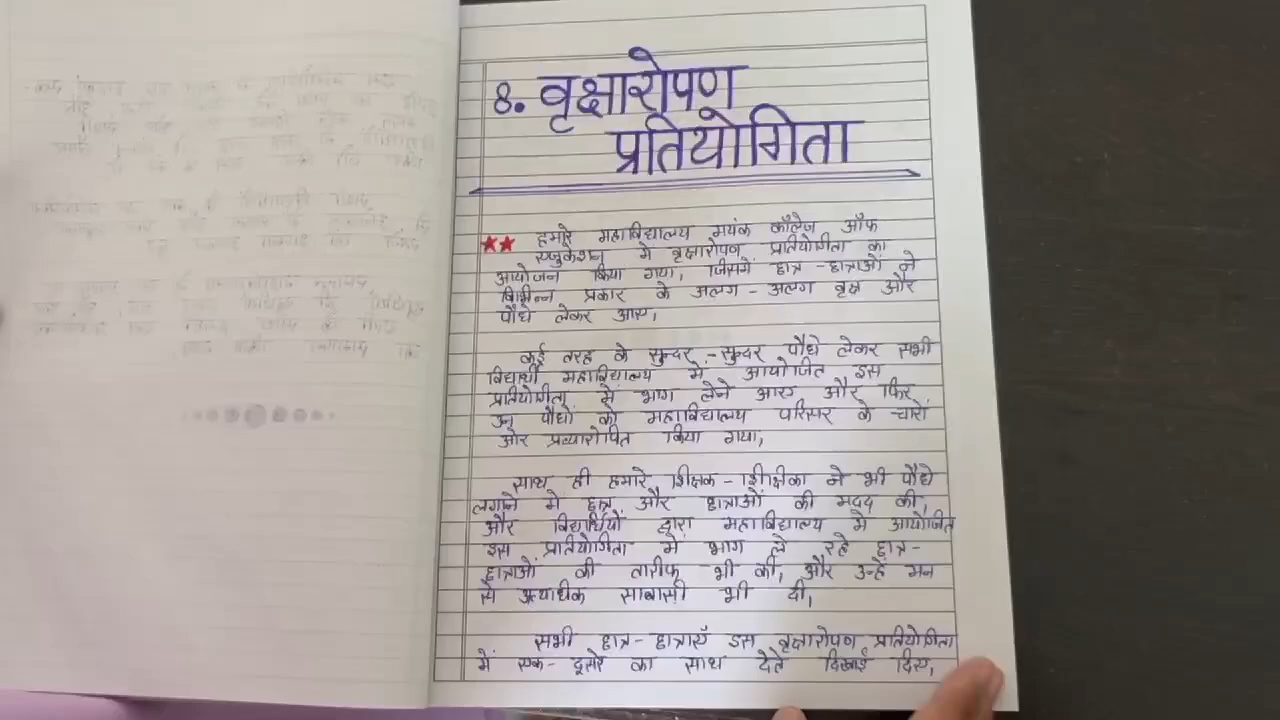 8. वृक्षारोपण
प्रतियोगिता
हमारे महाविद्यालय मयंक कॉलेज ऑफ
एजुकेशन में वृक्षारोपण प्रतियोगिता का
आयोजन किया गया, जिसमें छात्र - छात्राओं ने
विभिन्न प्रकार के अलग - अलग वृक्ष और
पौधे लेकर आए,
कई तरह के सुन्दर - सुन्दर पौधे लेकर सभी
विद्यार्थी महाविद्यालय में आयोजित इस
प्रतियोगिता में भाग लेने आए और फिर
उन पौधों को महाविद्यालय परिसर के चारों
ओर किया गया,
साथ ही हमारे शिक्षक - शिक्षिका ने भी पौधे
लगाने में छात्र और छात्राओं की मदद की,
और विद्यार्थियों द्वारा महाविद्यालय में आयोजित
इस प्रतियोगिता में भाग ले रहे छात्र -
छात्राओं की तारीफ भी की, और उन्हें मन
से अत्याधिक साबासी भी दी,
सभी छात्र - छात्राएँ इस वृक्षारोपण प्रतियोगिता
में एक - दूसरे का साथ देते दिखाई दिए,